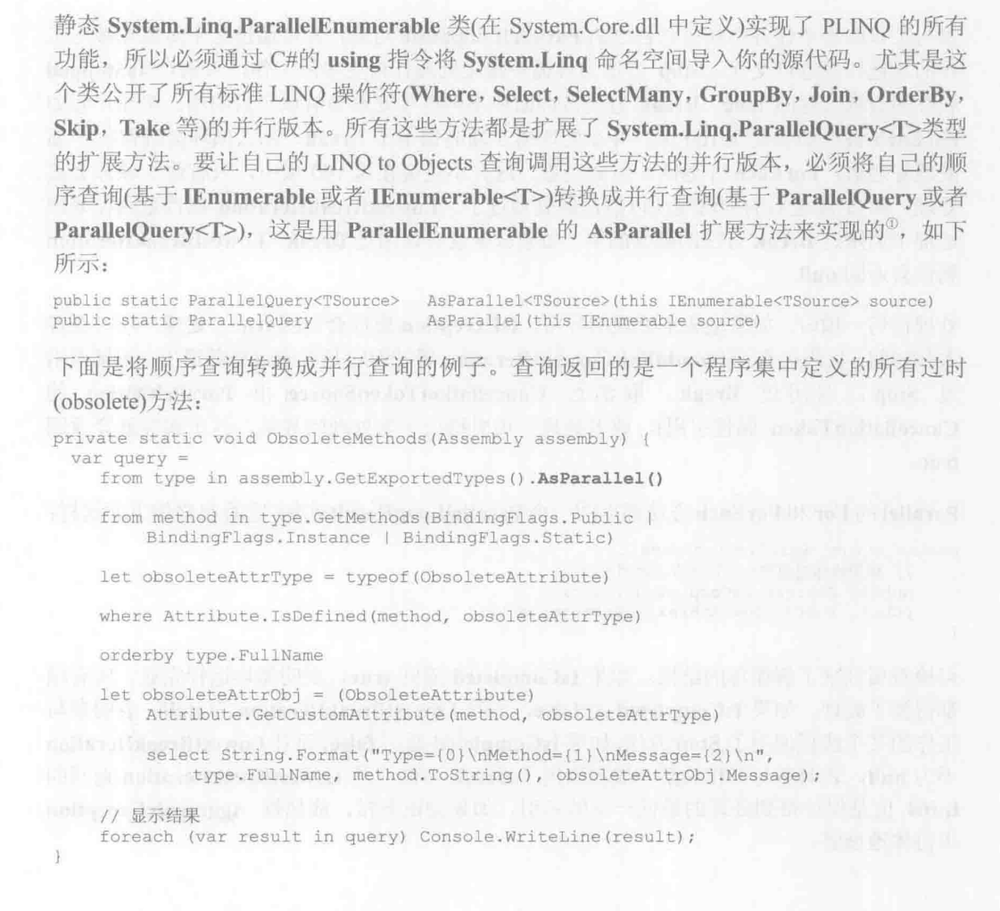 静态 System.Linq.ParallelEnumerable 类(在 System.Core.dll 中定义)实现了 PLINQ 的所有
功能，所以必须通过 C#的 using 指令将 System.Linq 命名空间导入你的源代码。尤其是这
个类公开了所有标准 LINQ 操作符(Where，Select，SelectMany，GroupBy，Join，OrderBy，
Skip，Take 等)的并行版本。所有这些方法都是扩展了 System.Linq.ParallelQuery<T>类型
的扩展方法。要让自己的 LINQ to Objects 查询调用这些方法的并行版本，必须将自己的顺
序查询(基于 IEnumerable 或者 IEnumerable<T>)转换成并行查询(基于 ParallelQuery 或者
ParallelQuery<T>)，这是用 ParallelEnumerable 的 AsParallel 扩展方法来实现的①，如下
所示：
public static ParallelQuery<TSource> AsParallel<TSource>(this IEnumerable<TSource> source)
public static ParallelQuery AsParallel(this IEnumerable source)
下面是将顺序查询转换成并行查询的例子。查询返回的是一个程序集中定义的所有过时
(obsolete)方法：
private static void ObsoleteMethods(Assembly assembly) {
var query =
from type in assembly.GetExportedTypes().AsParallel()
from method in type.GetMethods(BindingFlags.Public |
BindingFlags.Instance | BindingFlags.Static)
let obsoleteAttrType = typeof(ObsoleteAttribute)
where Attribute.IsDefined(method, obsoleteAttrType)
orderby type.FullName
let obsoleteAttrObj = (ObsoleteAttribute)
Attribute.GetCustomAttribute(method, obsoleteAttrType)
select String.Format("Type={0}\nMethod={1}\nMessage={2}\n",
type.FullName, method.ToString(), obsoleteAttrObj.Message);
// 显示结果
foreach (var result in query) Console.WriteLine(result);
}